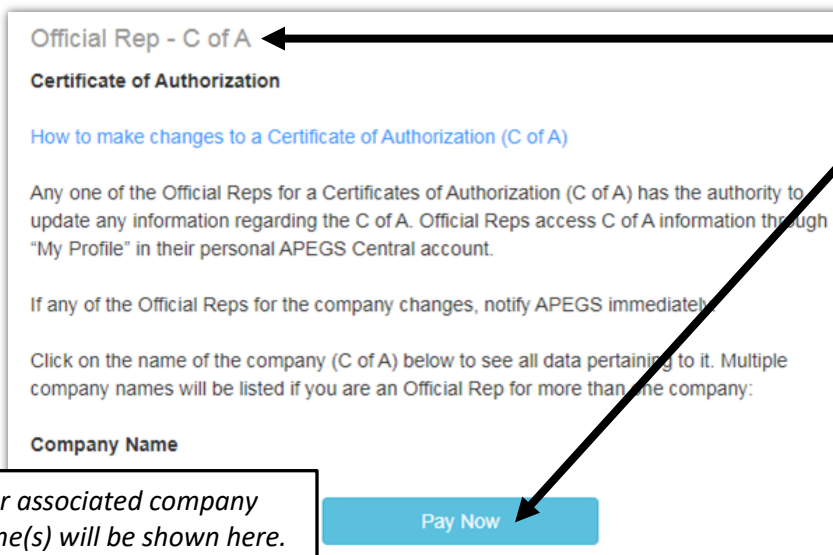 Official Rep - C of A
Certificate of Authorization
How to make changes to a Certificate of Authorization (C of A)
Any one of the Official Reps for a Certificates of Authorization (C of A) has the authority to
update any information regarding the C of A. Official Reps access C of A information through
“My Profile” in their personal APEGS Central account.
If any of the Official Reps for the company changes, notify APEGS immediately.
Click on the name of the company (C of A) below to see all data pertaining to it. Multiple
company names will be listed if you are an Official Rep for more than one company:
Company Name
r associated company
me(s) will be shown here.
Pay Now